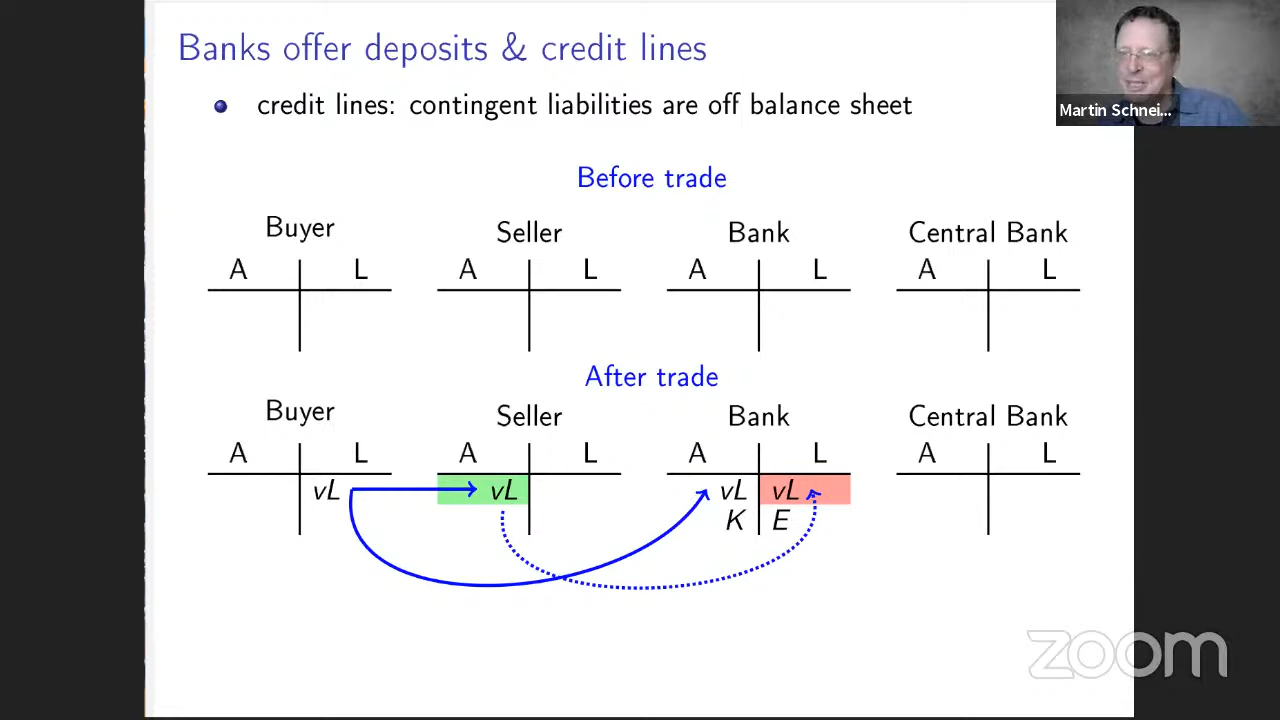 Banks offer deposits & credit lines
Martin Schnei...
credit lines: contingent liabilities are off balance sheet
Before trade
Buyer Seller Bank Central Bank
A L A L A L A L
After trade
Buyer Seller Bank Central Bank
A L A L A L A L
vL vL vL vL
K E
zoom